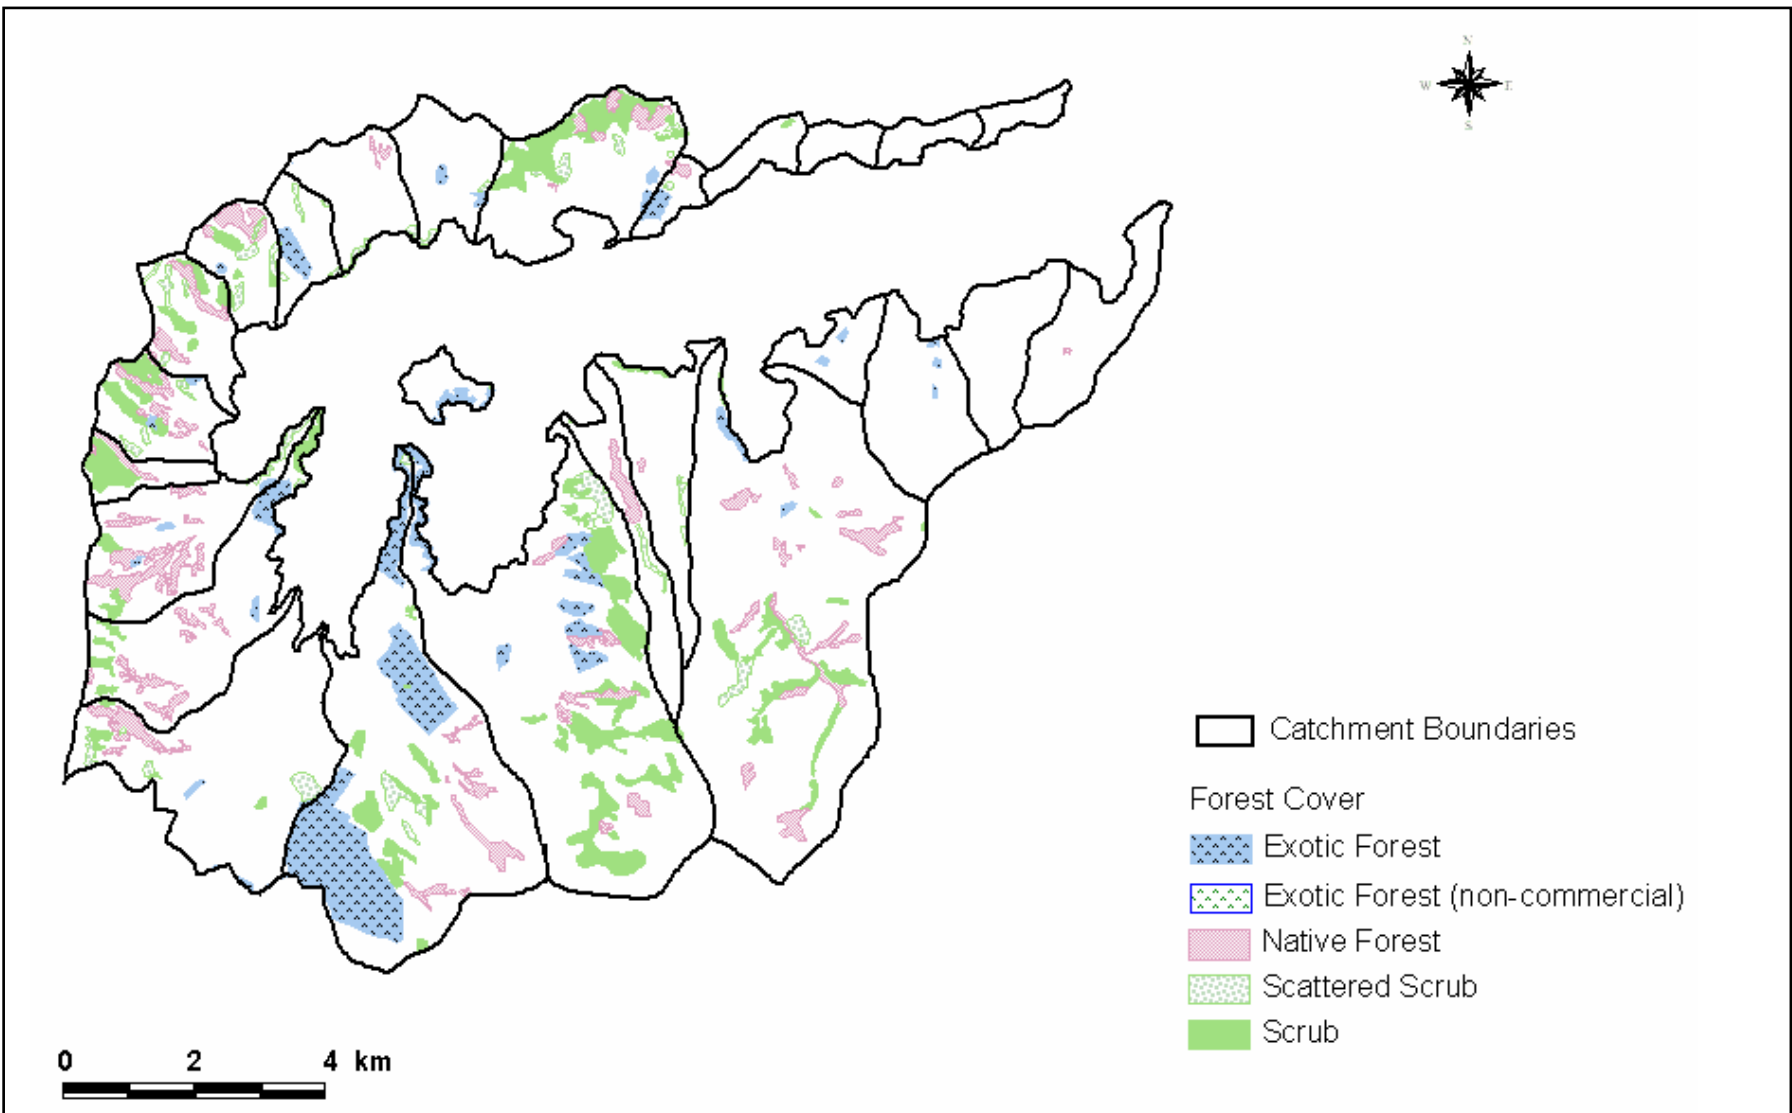 N
W E
S
Catchment Boundaries
Forest Cover
Exotic Forest
Exotic Forest (non-commercial)
Native Forest
Scattered Scrub
Scrub
0 2 4 km